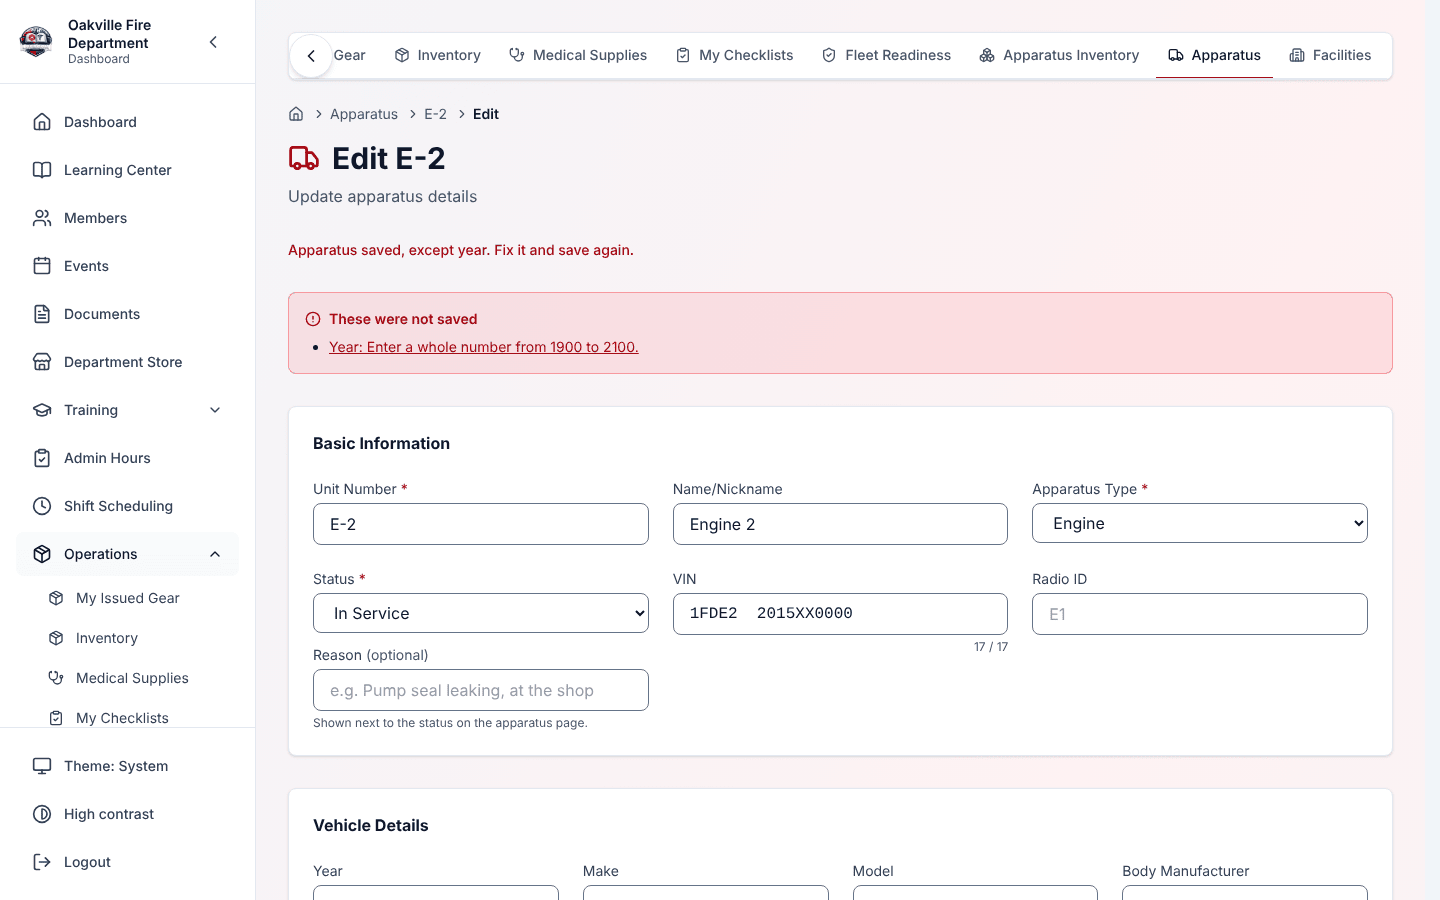 Oakville Fire
Department
Dashboard
Dashboard
Learning Center
Members
Events
Documents
Department Store
Training
Admin Hours
Shift Scheduling
Operations
My Issued Gear
Inventory
Medical Supplies
My Checklists
Theme: System
High contrast
Logout
Gear
Inventory
Medical Supplies
My Checklists
Fleet Readiness
Apparatus Inventory
Apparatus
Facilities
Apparatus
E-2
Edit
Edit E-2
Update apparatus details
Apparatus saved, except year. Fix it and save again.
These were not saved
Year: Enter a whole number from 1900 to 2100.
Basic Information
Unit Number *
E-2
Name/Nickname
Engine 2
Apparatus Type *
Engine
Status *
In Service
VIN
1FDE2  2015XX0000
17 / 17
Radio ID
E1
Reason (optional)
e.g. Pump seal leaking, at the shop
Shown next to the status on the apparatus page.
Vehicle Details
Year
Make
Model
Body Manufacturer